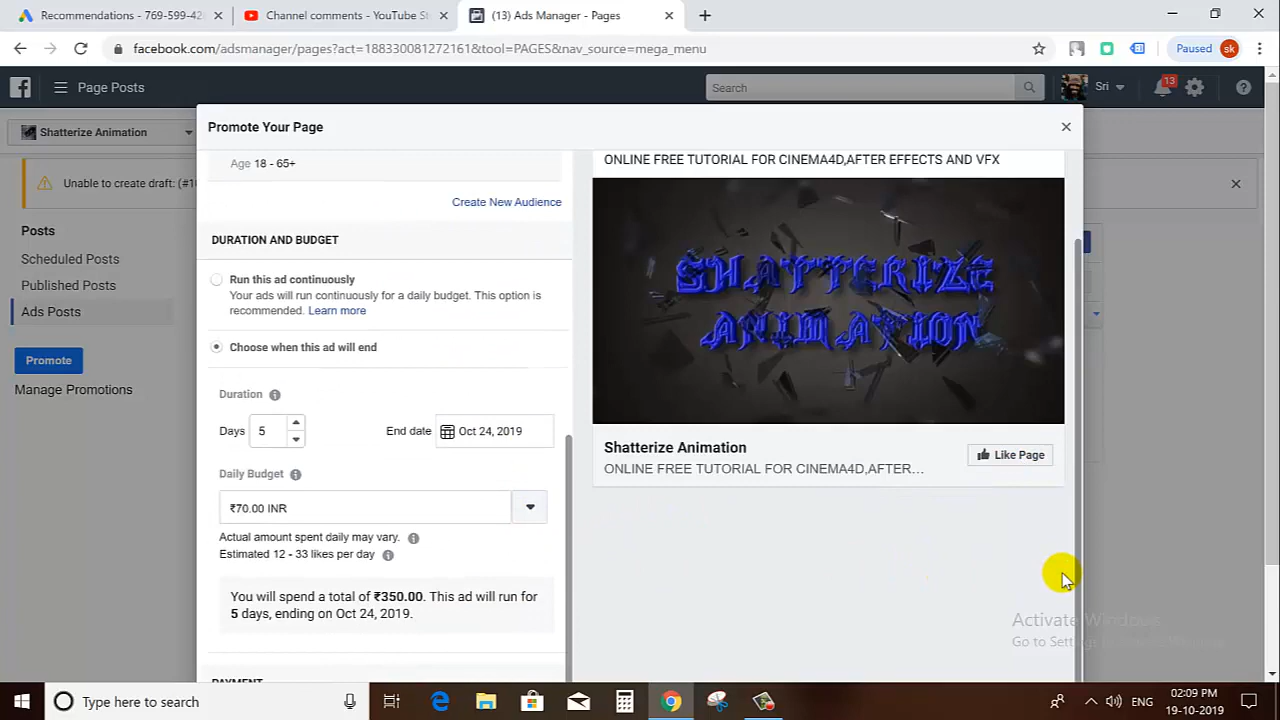 Recommendations - 769-599-42
Channel comments - YouTube St
(13) Ads Manager - Pages
facebook.com/adsmanager/pages?act=188330081272161&tool=PAGES&nav_source=mega_menu
Paused
sk
Page Posts
Search
Sri
13
Shatterize Animation
Promote Your Page
Unable to create draft: (#10
Age 18 - 65+
ONLINE FREE TUTORIAL FOR CINEMA4D,AFTER EFFECTS AND VFX
Create New Audience
Posts
Scheduled Posts
Published Posts
Ads Posts
Promote
Manage Promotions
DURATION AND BUDGET
Run this ad continuously
Your ads will run continuously for a daily budget. This option is
recommended. Learn more
Choose when this ad will end
Duration
Days 5
End date Oct 24, 2019
Daily Budget
₹70.00 INR
Actual amount spent daily may vary.
Estimated 12 - 33 likes per day
You will spend a total of ₹350.00. This ad will run for
5 days, ending on Oct 24, 2019.
PAYMENT
SHATTERIZE
ANIMATION
Shatterize Animation
Like Page
ONLINE FREE TUTORIAL FOR CINEMA4D,AFTER...
Activate Windows
Go to Settings
Type here to search
ENG
02:09 PM
19-10-2019